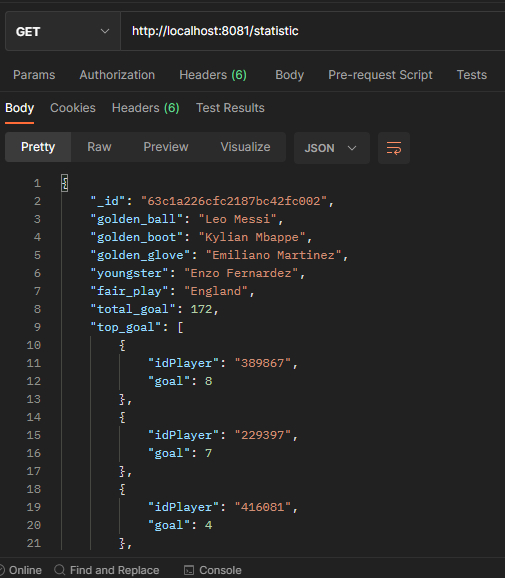 GET http://localhost:8081/statistic
Params Authorization Headers (6) Body Pre-request Script Tests
Body Cookies Headers (6) Test Results
Pretty Raw Preview Visualize JSON
1 {
2 "_id": "63c1a226cfc2187bc42fc002",
3 "golden_ball": "Leo Messi",
4 "golden_boot": "Kylian Mbappe",
5 "golden_glove": "Emiliano Martinez",
6 "youngster": "Enzo Fernardez",
7 "fair_play": "England",
8 "total_goal": 172,
9 "top_goal": [
10 {
11 "idPlayer": "389867",
12 "goal": 8
13 },
14 {
15 "idPlayer": "229397",
16 "goal": 7
17 },
18 {
19 "idPlayer": "416081",
20 "goal": 4
21 },
Online Find and Replace Console